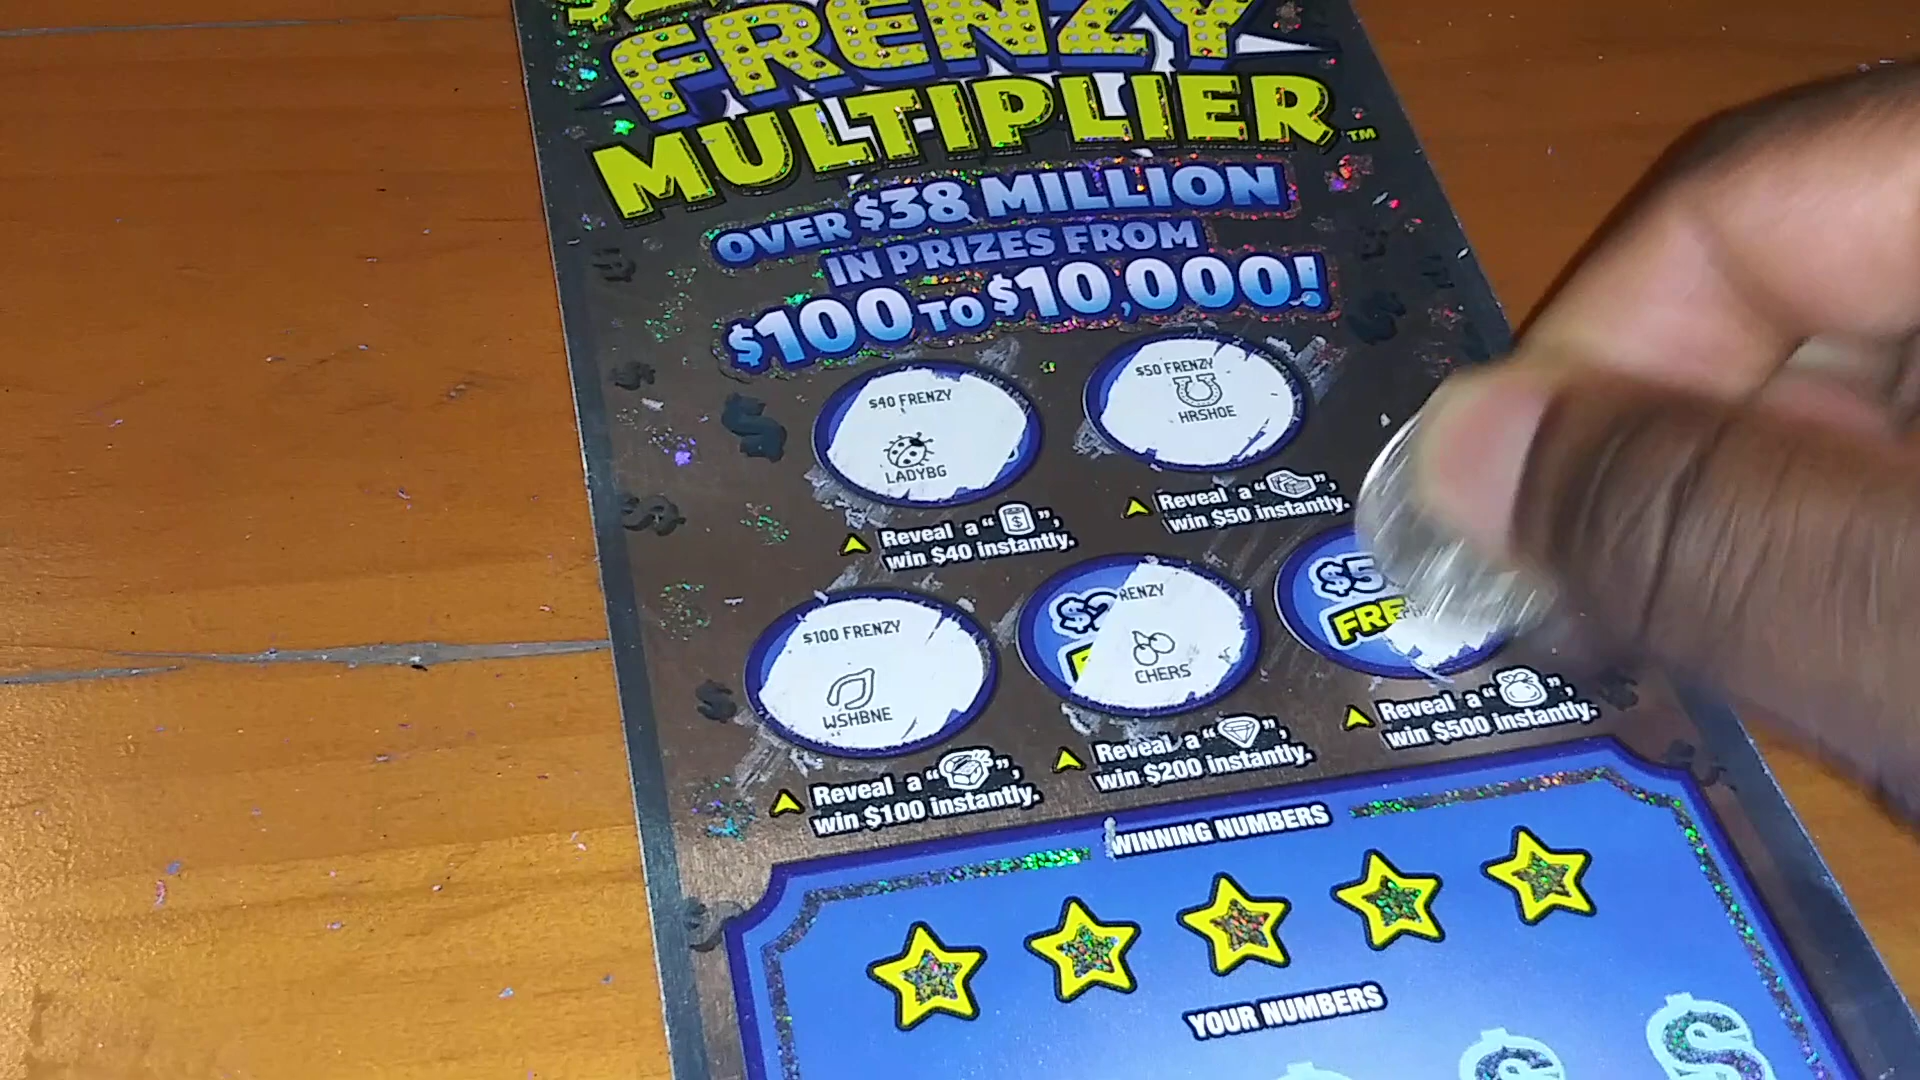 FRENZY
MULTIPLIER™
OVER $38 MILLION
IN PRIZES FROM
$100 TO $10,000!
$40 FRENZY
LADYBG
$50 FRENZY
HRSHOE
Reveal a “ ”,
win $40 instantly.
Reveal a “ ”,
win $50 instantly.
$100 FRENZY
WSHBNE
RENZY
CHERS
Reveal a “ ”,
win $100 instantly.
Reveal a “ ”,
win $200 instantly.
Reveal a “ ”,
win $500 instantly.
WINNING NUMBERS
YOUR NUMBERS